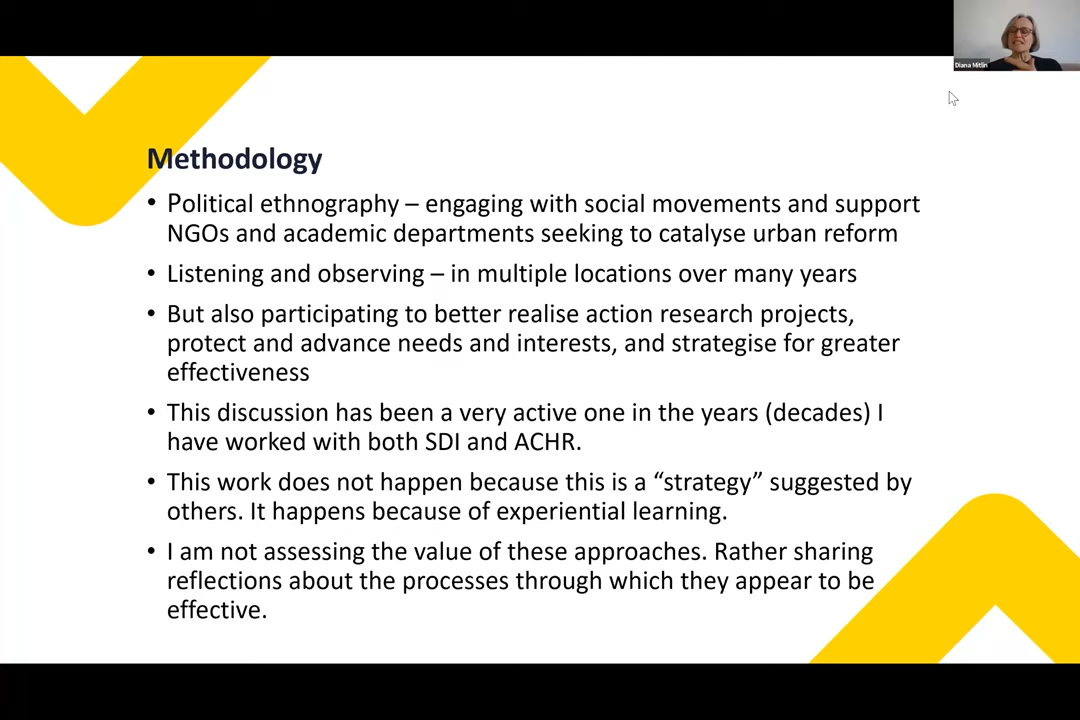 Diana Mitlin
Methodology
• Political ethnography – engaging with social movements and support
NGOs and academic departments seeking to catalyse urban reform
• Listening and observing – in multiple locations over many years
• But also participating to better realise action research projects,
protect and advance needs and interests, and strategise for greater
effectiveness
• This discussion has been a very active one in the years (decades) I
have worked with both SDI and ACHR.
• This work does not happen because this is a “strategy” suggested by
others. It happens because of experiential learning.
• I am not assessing the value of these approaches. Rather sharing
reflections about the processes through which they appear to be
effective.